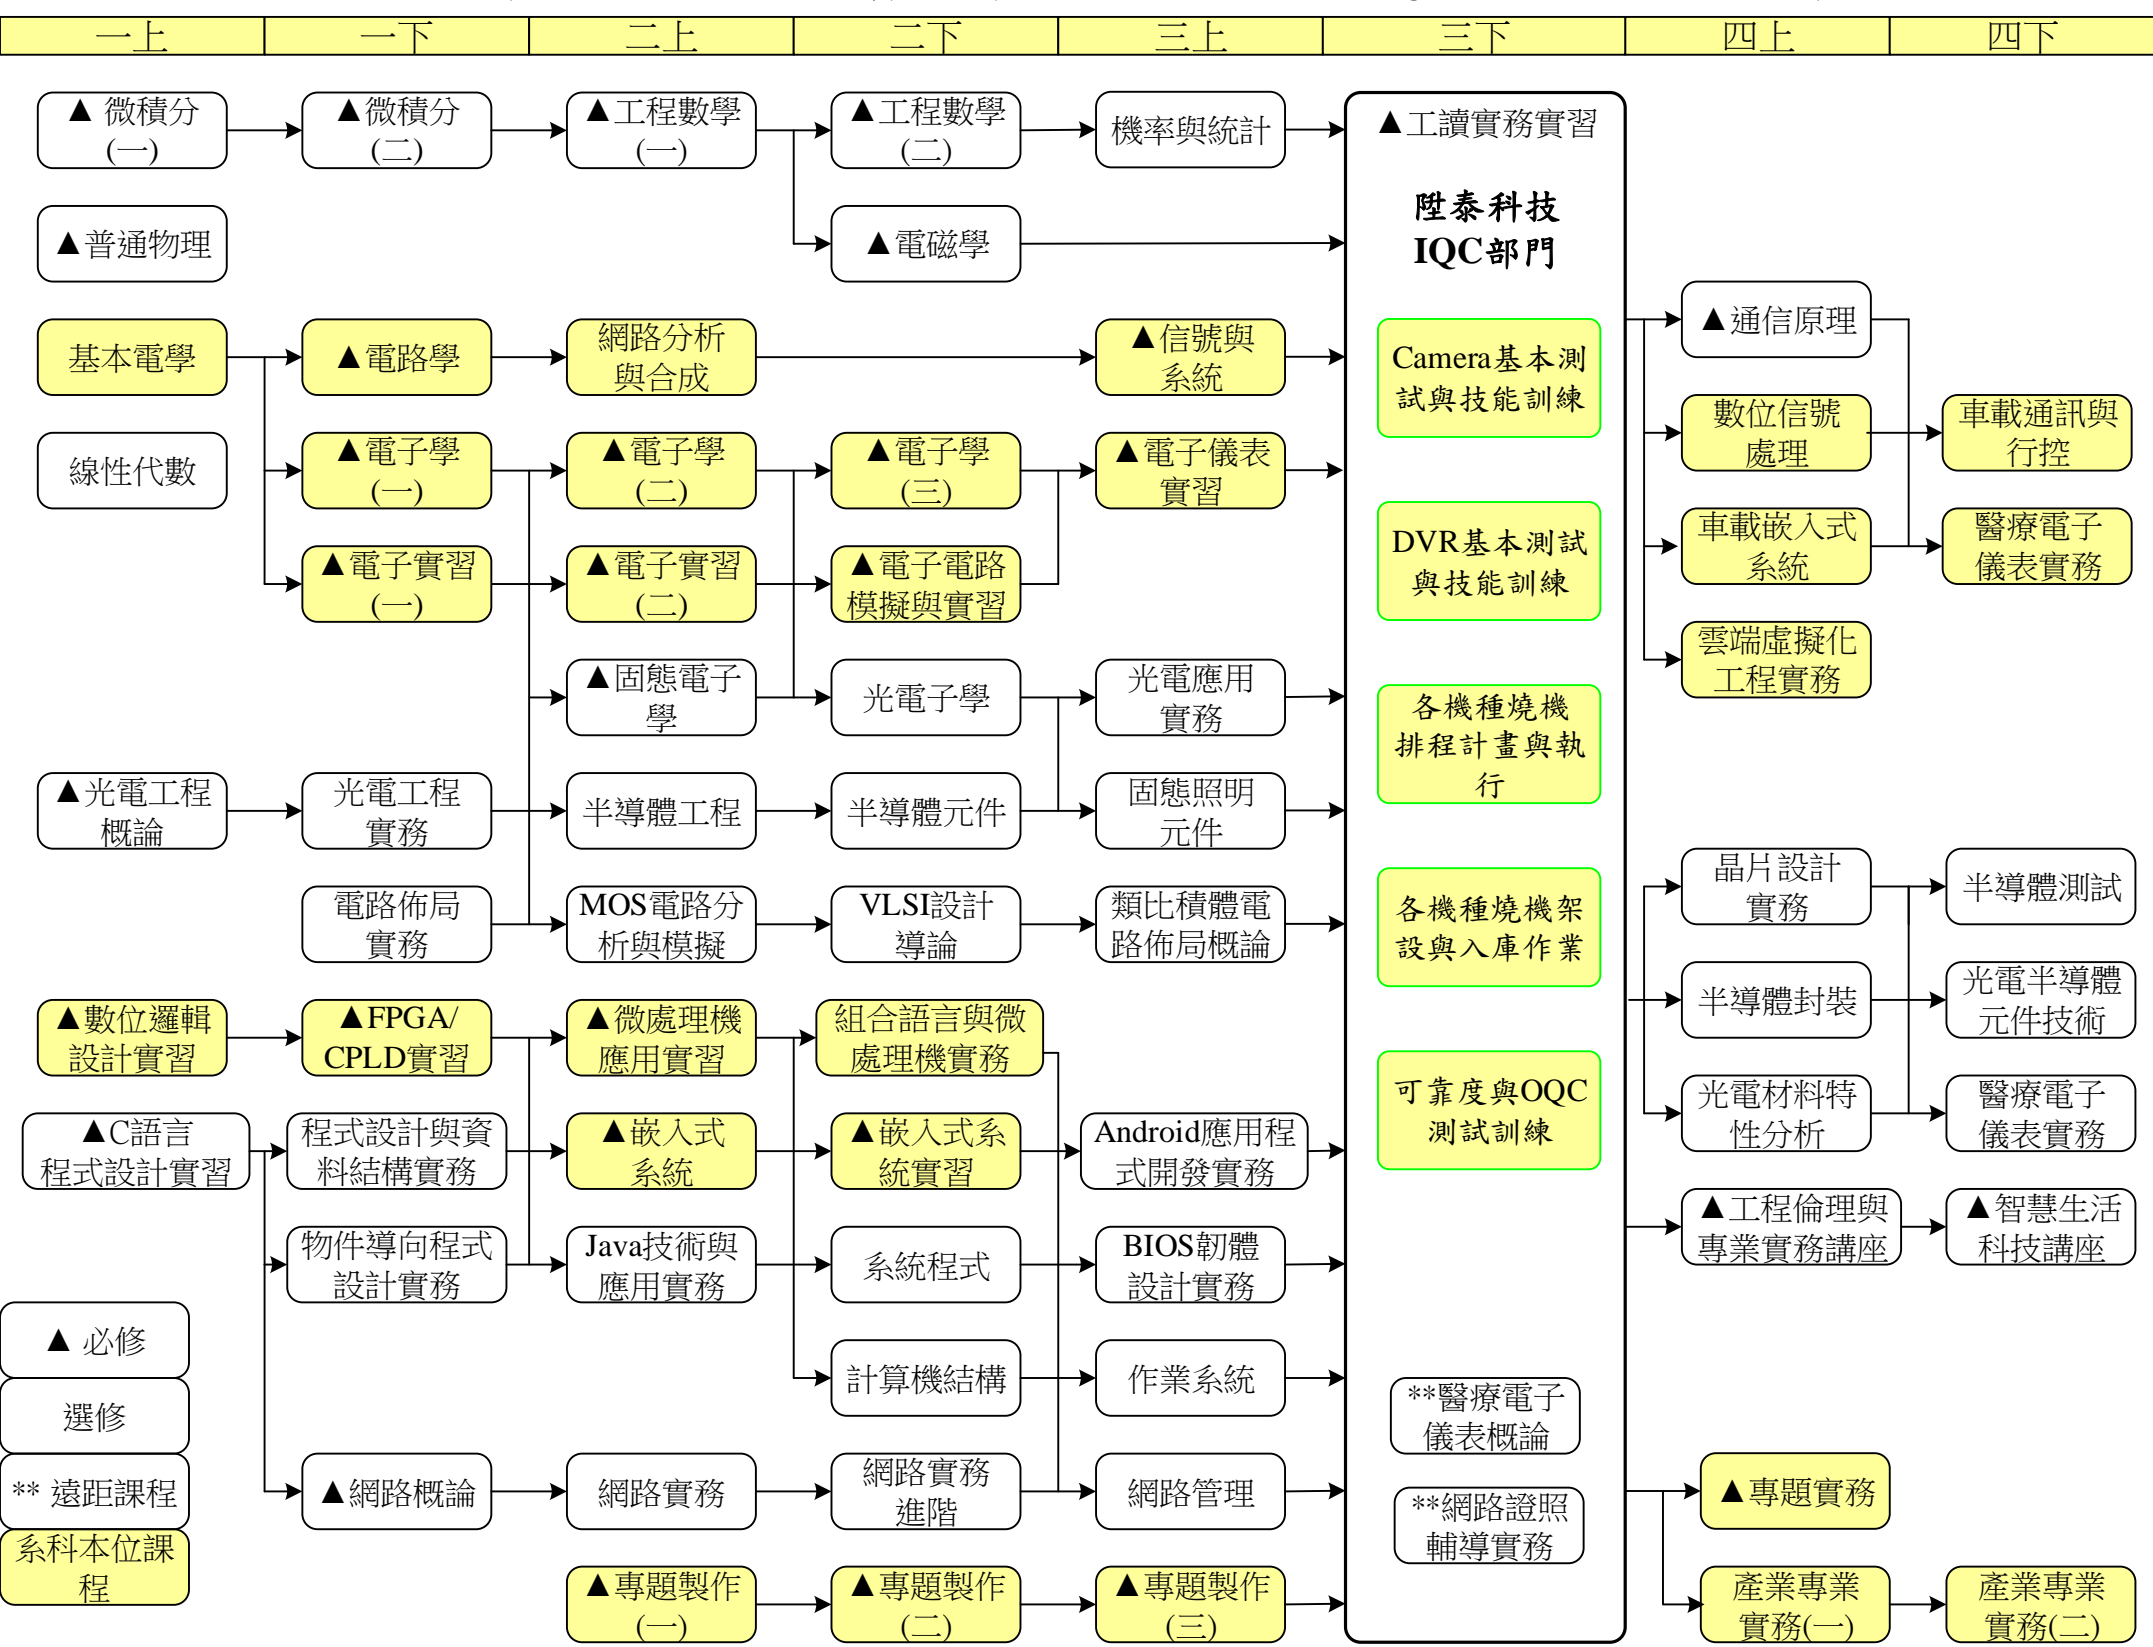 一上
一下
二上
二下
三上
三下
四上
四下
▲ 微積分
(一)
▲微積分
(二)
▲工程數學
(一)
▲工程數學
(二)
機率與統計
▲工讀實務實習
陞泰科技
IQC部門
▲普通物理
▲電磁學
基本電學
▲電路學
網路分析
與合成
▲信號與
系統
Camera基本測
試與技能訓練
▲通信原理
線性代數
▲電子學
(一)
▲電子學
(二)
▲電子學
(三)
▲電子儀表
實習
數位信號
處理
車載通訊與
行控
▲電子實習
(一)
▲電子實習
(二)
▲電子電路
模擬與實習
DVR基本測試
與技能訓練
車載嵌入式
系統
醫療電子
儀表實務
▲固態電子
學
光電子學
光電應用
實務
各機種燒機
排程計畫與執
行
雲端虛擬化
工程實務
▲光電工程
概論
光電工程
實務
半導體工程
半導體元件
固態照明
元件
電路佈局
實務
MOS電路分
析與模擬
VLSI設計
導論
類比積體電
路佈局概論
各機種燒機架
設與入庫作業
晶片設計
實務
半導體測試
半導體封裝
光電半導體
元件技術
▲數位邏輯
設計實習
▲FPGA/
CPLD實習
▲微處理機
應用實習
組合語言與微
處理機實務
可靠度與OQC
測試訓練
光電材料特
性分析
醫療電子
儀表實務
▲C語言
程式設計實習
程式設計與資
料結構實務
▲嵌入式
系統
▲嵌入式系
統實習
Android應用程
式開發實務
▲工程倫理與
專業實務講座
▲智慧生活
科技講座
物件導向程式
設計實務
Java技術與
應用實務
系統程式
BIOS韌體
設計實務
▲ 必修
選修
** 遠距課程
系科本位課
程
計算機結構
作業系統
**醫療電子
儀表概論
▲網路概論
網路實務
網路實務
進階
網路管理
**網路證照
輔導實務
▲專題實務
▲專題製作
(一)
▲專題製作
(二)
▲專題製作
(三)
產業專業
實務(一)
產業專業
實務(二)